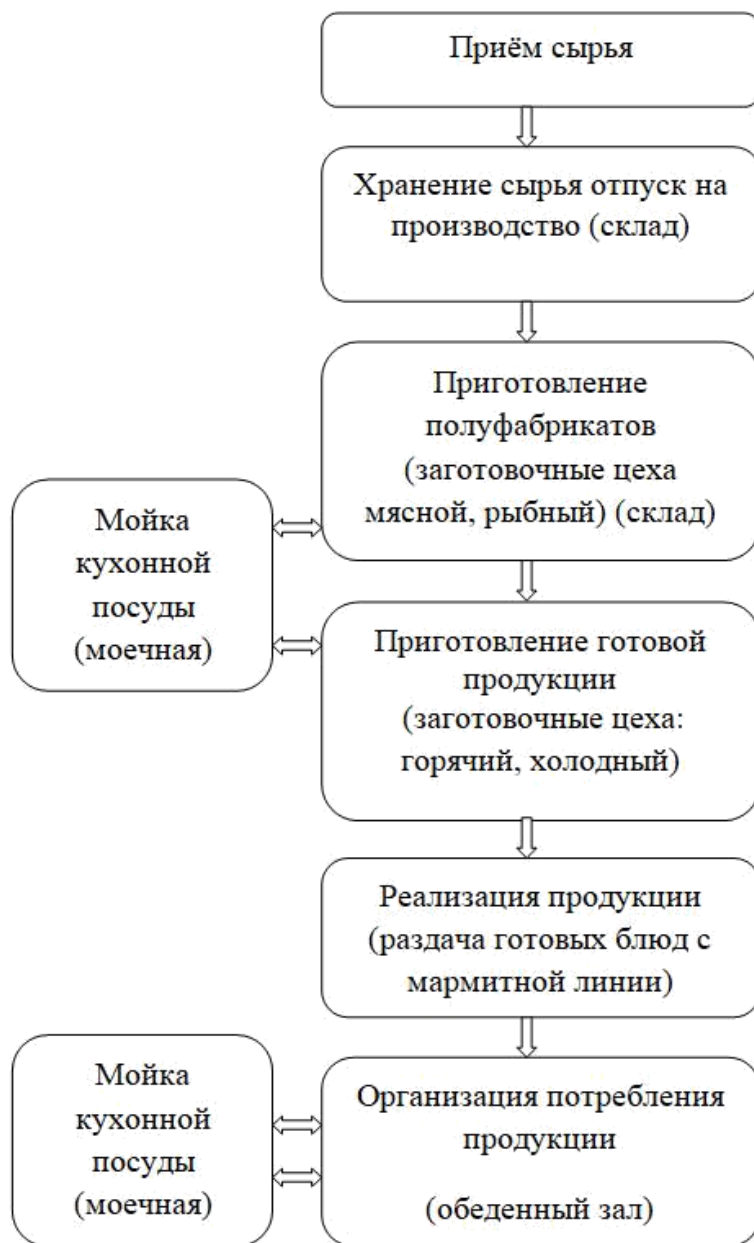 Приём сырья
Хранение сырья отпуск на
производство (склад)
Приготовление
полуфабрикатов
(заготовочные цеха
мясной, рыбный) (склад)
Мойка
кухонной
посуды
(моечная)
Приготовление готовой
продукции
(заготовочные цеха:
горячий, холодный)
Реализация продукции
(раздача готовых блюд с
мармитной линии)
Мойка
кухонной
посуды
(моечная)
Организация потребления
продукции
(обеденный зал)